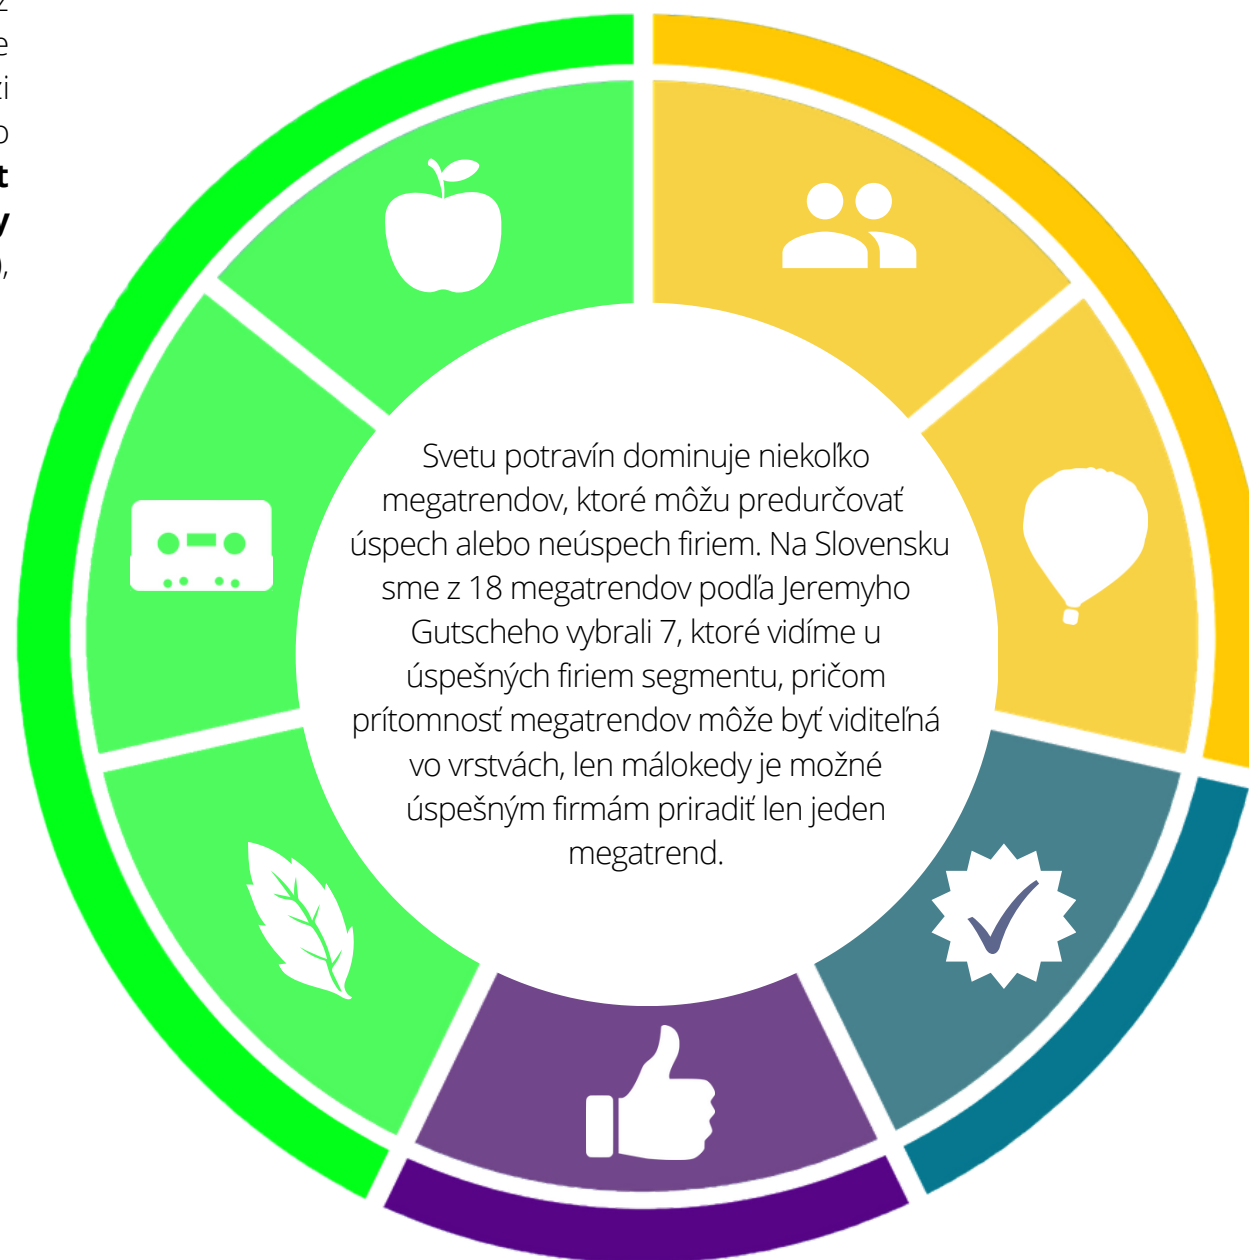 z
e
zi
o
t
y
),
Svetu potravín dominuje niekoľko
megatrendov, ktoré môžu predurčovať
úspech alebo neúspech firiem. Na Slovensku
sme z 18 megatrendov podľa Jeremyho
Gutscheho vybrali 7, ktoré vidíme u
úspešných firiem segmentu, pričom
prítomnosť megatrendov môže byť viditeľná
vo vrstvách, len málokedy je možné
úspešným firmám priradiť len jeden
megatrend.